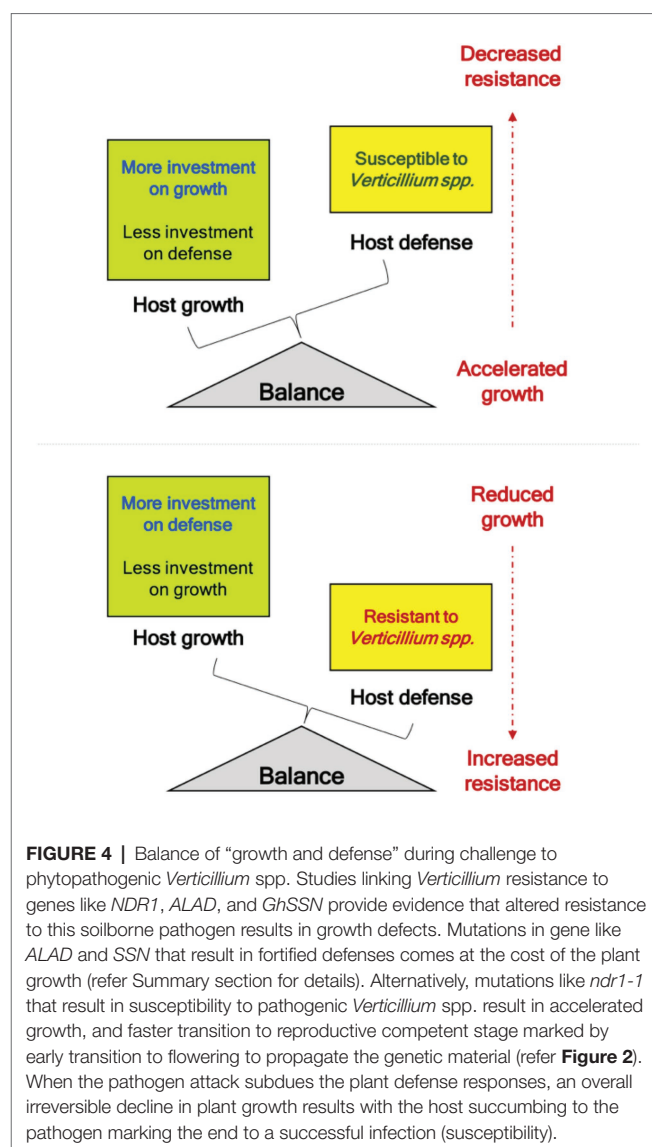 Decreased
resistance
More investment
on growth
Less investment
on defense
Host growth
Susceptible to
Verticillium spp.
Host defense
Balance
Accelerated
growth
More investment
on defense
Less investment
on growth
Host growth
Reduced
growth
Resistant to
Verticillium spp.
Host defense
Balance
Increased
resistance
FIGURE 4 | Balance of “growth and defense” during challenge to
phytopathogenic Verticillium spp. Studies linking Verticillium resistance to
genes like NDR1, ALAD, and GhSSN provide evidence that altered resistance
to this soilborne pathogen results in growth defects. Mutations in gene like
ALAD and SSN that result in fortified defenses comes at the cost of the plant
growth (refer Summary section for details). Alternatively, mutations like ndr1-1
that result in susceptibility to pathogenic Verticillium spp. result in accelerated
growth, and faster transition to reproductive competent stage marked by
early transition to flowering to propagate the genetic material (refer Figure 2).
When the pathogen attack subdues the plant defense responses, an overall
irreversible decline in plant growth results with the host succumbing to the
pathogen marking the end to a successful infection (susceptibility).